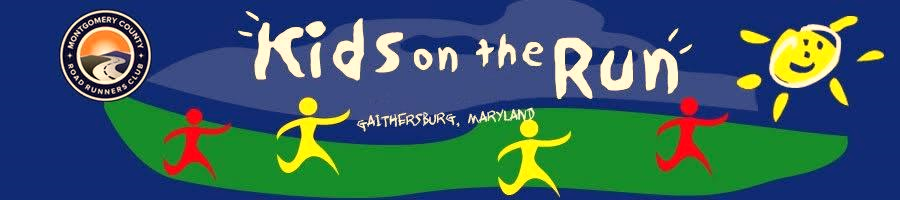 MONTGOMERY COUNTY
ROAD RUNNERS CLUB
Kids on the Run
GAITHERSBURG, MARYLAND